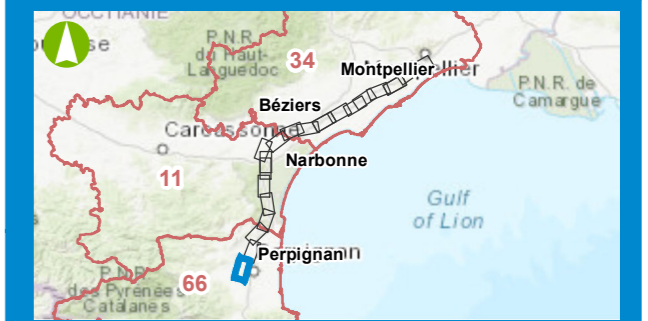 OCCITANIE
P.N.R.
du Haut-
Languedoc
34
Montpellier
P.N.R. de
Camargue
Béziers
Carcassonne
Narbonne
11
Gulf
of Lion
Perpignan
P.N.R.
des Pyrénées
Catalanes
66